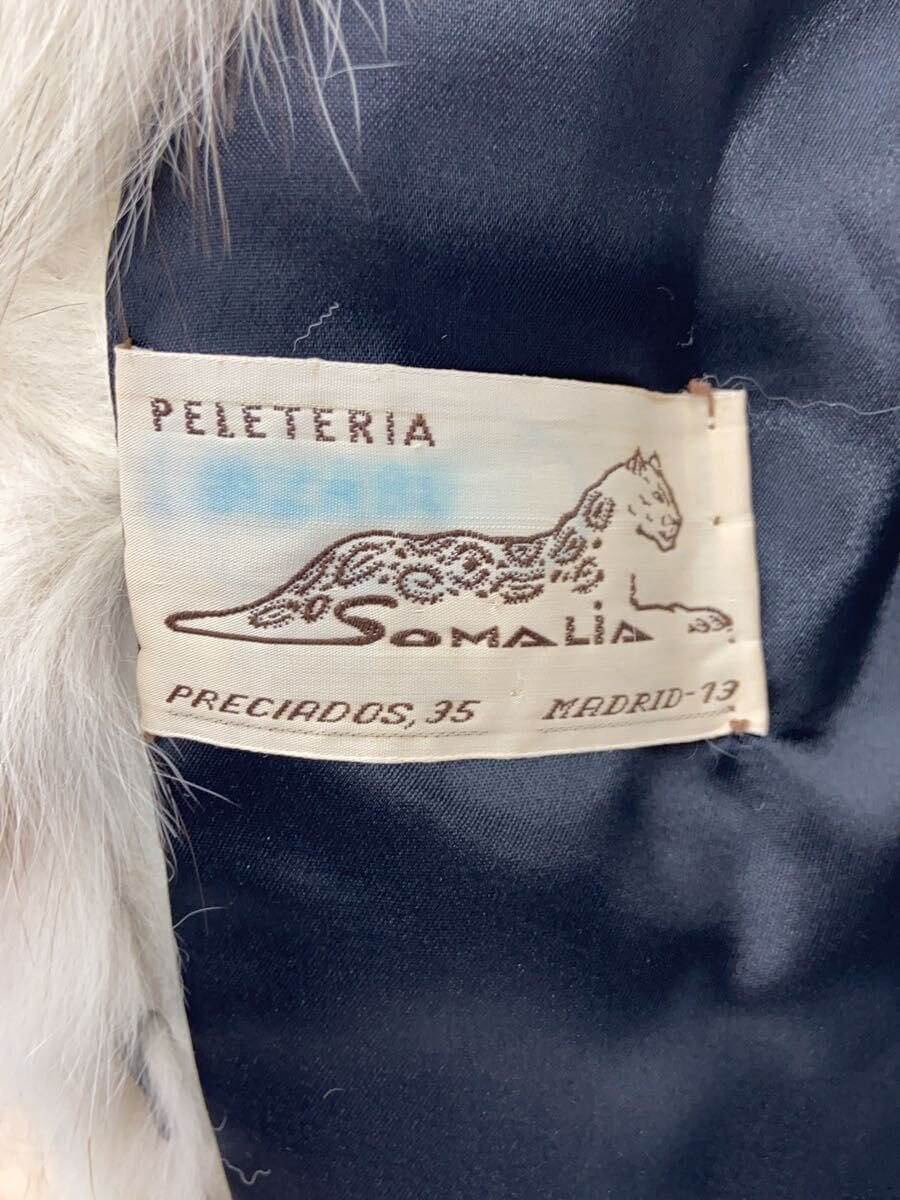 PELETERIA
SOMALiA
PRECIADOS, 35 MADRID-13